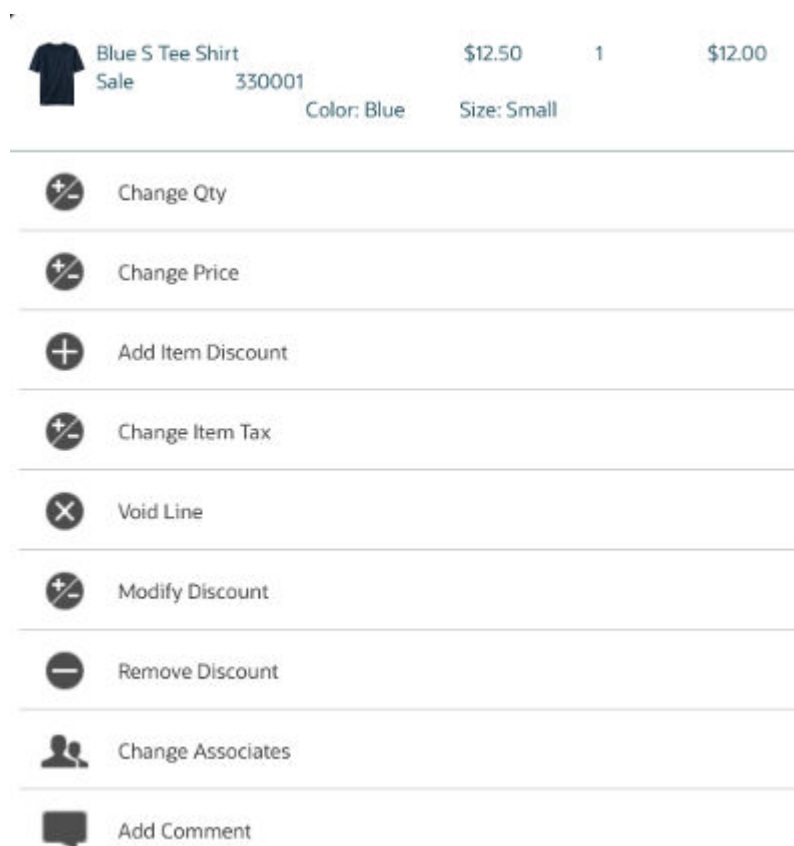 Blue S Tee Shirt $12.50 1 $12.00
Sale 330001
Color: Blue Size: Small
Change Qty
Change Price
Add Item Discount
Change Item Tax
Void Line
Modify Discount
Remove Discount
Change Associates
Add Comment